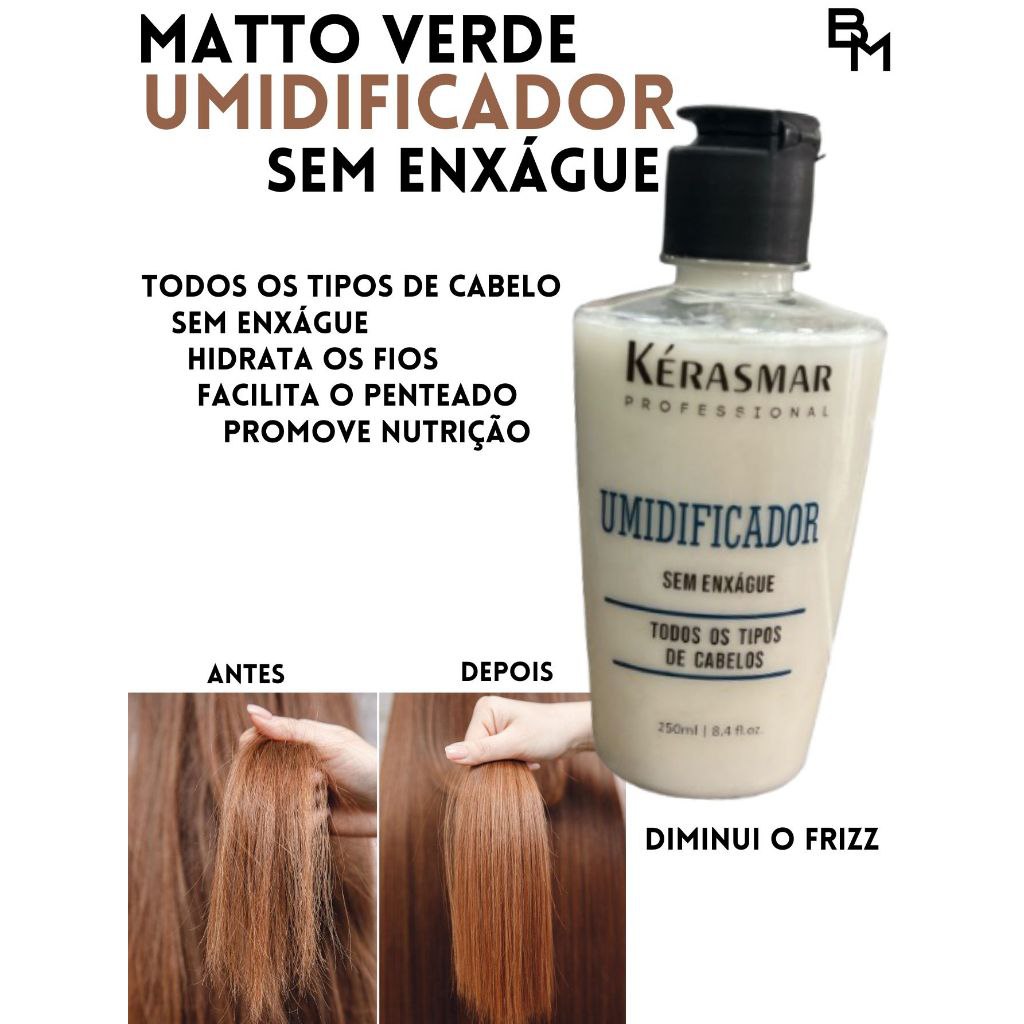 MATTO VERDE
UMIDIFICADOR
SEM ENXÁGUE
BM
TODOS OS TIPOS DE CABELO
SEM ENXÁGUE
HIDRATA OS FIOS
FACILITA O PENTEADO
PROMOVE NUTRIÇÃO
KÉRASMAR
PROFESSIONAL
UMIDIFICADOR
SEM ENXÁGUE
TODOS OS TIPOS
DE CABELOS
250ml | 8,4 fl.oz.
ANTES
DEPOIS
DIMINUI O FRIZZ